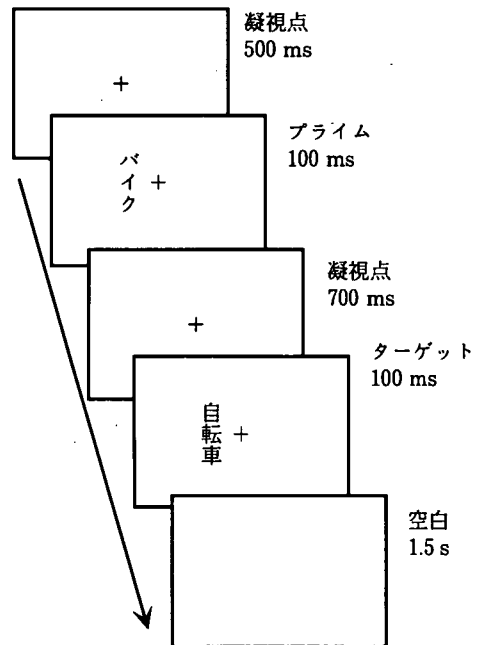 凝視点
500 ms
+
プライム
100 ms
バイク +
凝視点
700 ms
+
ターゲット
100 ms
自転車 +
空白
1.5 s